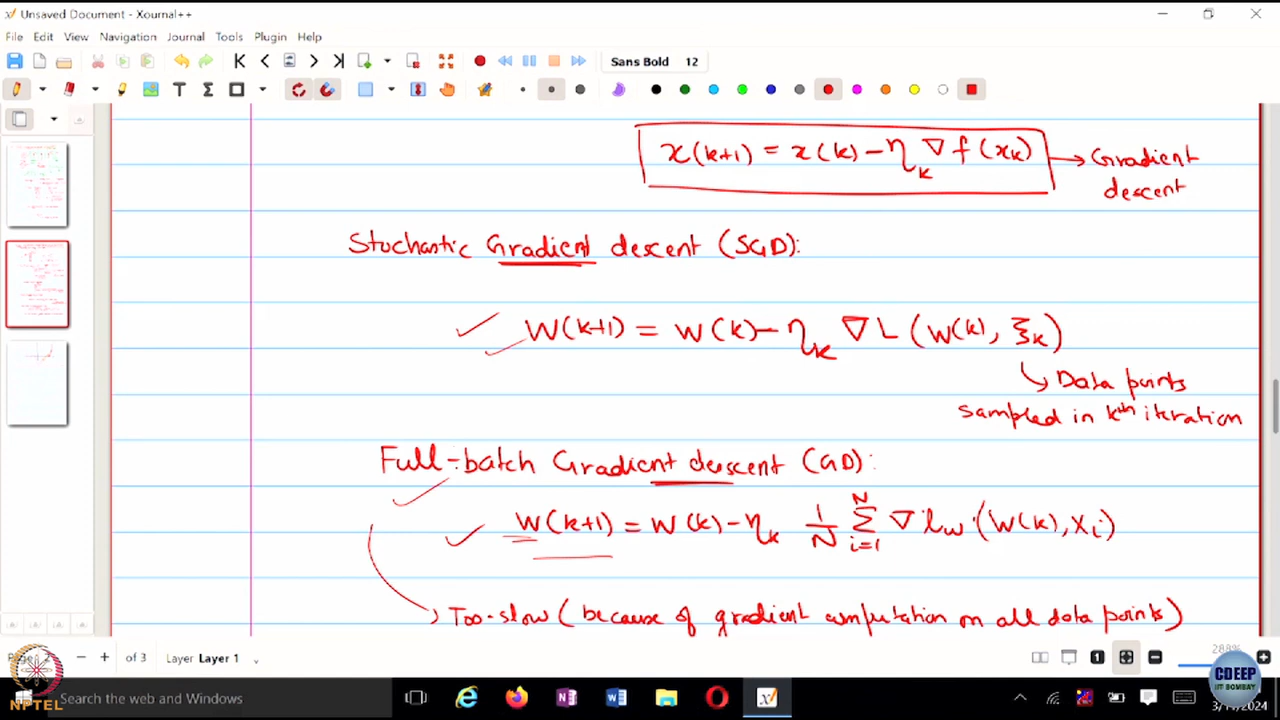 Unsaved Document - Xournal++
File Edit View Navigation Journal Tools Plugin Help
Sans Bold 12
x(k+1) = x(k) - η_k ∇ f(x_k) → Gradient
descent
Stochastic Gradient descent (SGD):
W(k+1) = W(k) - η_k ∇ L (W(k), ξ_k)
↳ Data points
sampled in kth iteration
Full-batch Gradient descent (GD):
W(k+1) = W(k) - η_k 1/N Σ_{i=1}^{N} ∇ l_w (W(k), x_i)
→ Too-slow (because of gradient computation on all data points)
of 3 Layer Layer 1
288%
Search the web and Windows
NPTEL
CDEEP
IIT BOMBAY